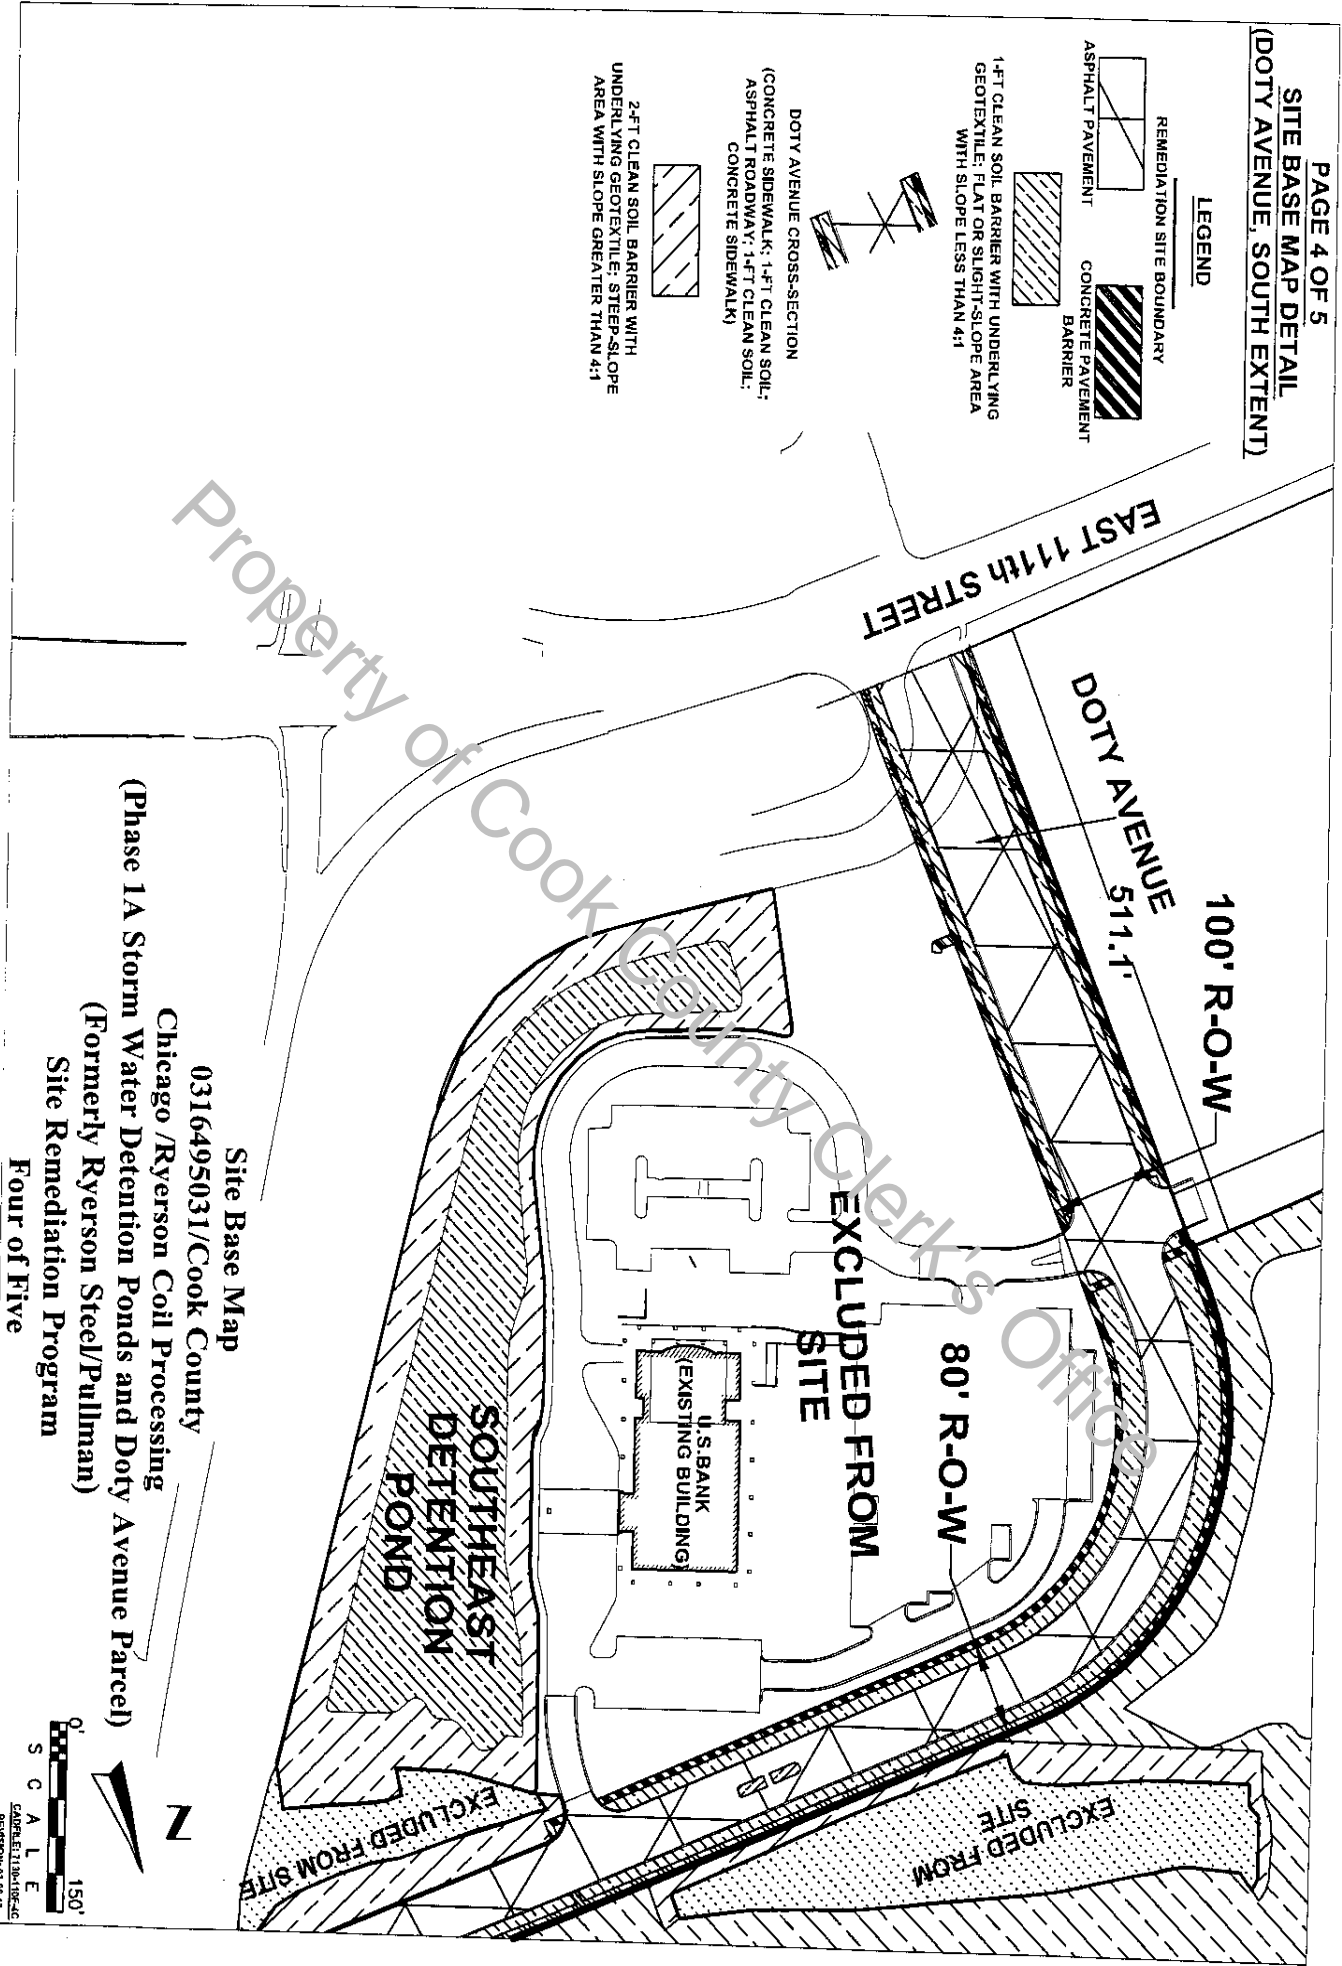 PAGE 4 OF 5
SITE BASE MAP DETAIL
(DOTY AVENUE, SOUTH EXTENT)
LEGEND
REMEDIATION SITE BOUNDARY
ASPHALT PAVEMENT
CONCRETE PAVEMENT
BARRIER
1-FT CLEAN SOIL BARRIER WITH UNDERLYING
GEOTEXTILE; FLAT OR SLIGHT-SLOPE AREA
WITH SLOPE LESS THAN 4:1
DOTY AVENUE CROSS-SECTION
(CONCRETE SIDEWALK; 1-FT CLEAN SOIL;
ASPHALT ROADWAY; 1-FT CLEAN SOIL;
CONCRETE SIDEWALK)
2-FT CLEAN SOIL BARRIER WITH
UNDERLYING GEOTEXTILE; STEEP-SLOPE
AREA WITH SLOPE GREATER THAN 4:1
EAST 111th STREET
DOTY AVENUE
511.1'
100' R-O-W
80' R-O-W
EXCLUDED FROM
SITE
U.S.BANK
(EXISTING BUILDING)
SOUTHEAST
DETENTION
POND
EXCLUDED FROM
SITE
EXCLUDED FROM SITE
Property of Cook County Clerk's Office
Site Base Map
0316495031/Cook County
Chicago /Ryerson Coil Processing
(Phase 1A Storm Water Detention Ponds and Doty Avenue Parcel)
(Formerly Ryerson Steel/Pullman)
Site Remediation Program
Four of Five
N
0' 150'
SCALE